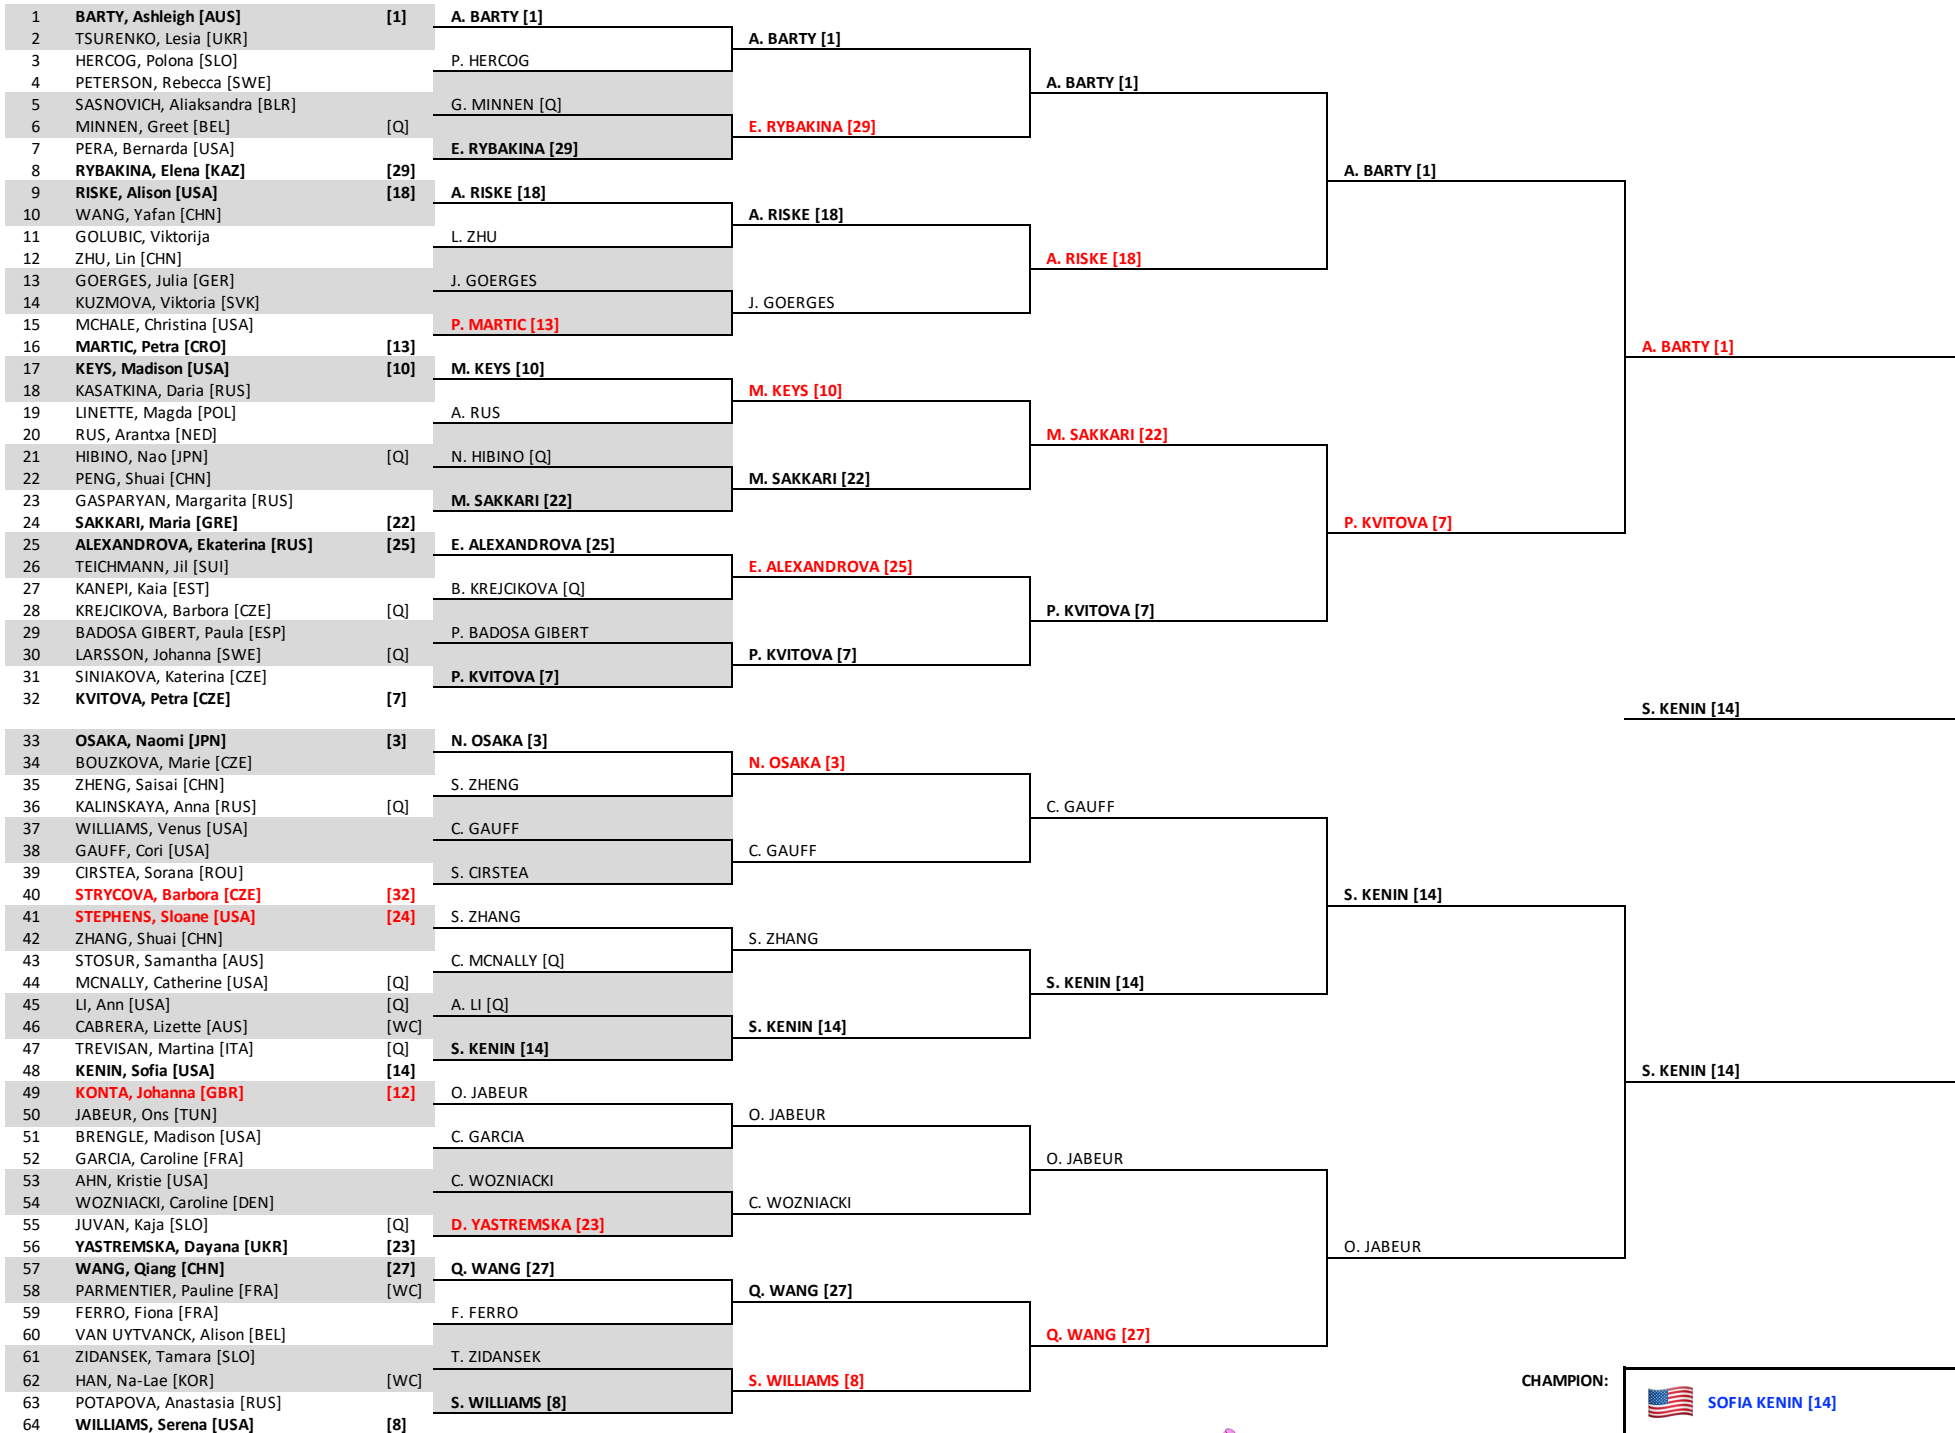 1 BARTY, Ashleigh [AUS] [1] A. BARTY [1]
2 TSURENKO, Lesia [UKR] A. BARTY [1]
3 HERCOG, Polona [SLO] P. HERCOG
4 PETERSON, Rebecca [SWE] A. BARTY [1]
5 SASNOVICH, Aliaksandra [BLR] G. MINNEN [Q]
6 MINNEN, Greet [BEL] [Q] E. RYBAKINA [29]
7 PERA, Bernarda [USA] E. RYBAKINA [29]
8 RYBAKINA, Elena [KAZ] [29] A. BARTY [1]
9 RISKE, Alison [USA] [18] A. RISKE [18]
10 WANG, Yafan [CHN] A. RISKE [18]
11 GOLUBIC, Viktorija L. ZHU
12 ZHU, Lin [CHN] A. RISKE [18]
13 GOERGES, Julia [GER] J. GOERGES
14 KUZMOVA, Viktoria [SVK] J. GOERGES
15 MCHALE, Christina [USA] P. MARTIC [13]
16 MARTIC, Petra [CRO] [13] A. BARTY [1]
17 KEYS, Madison [USA] [10] M. KEYS [10]
18 KASATKINA, Daria [RUS] M. KEYS [10]
19 LINETTE, Magda [POL] A. RUS
20 RUS, Arantxa [NED] M. SAKKARI [22]
21 HIBINO, Nao [JPN] [Q] N. HIBINO [Q]
22 PENG, Shuai [CHN] M. SAKKARI [22]
23 GASPARYAN, Margarita [RUS] M. SAKKARI [22]
24 SAKKARI, Maria [GRE] [22] P. KVITOVA [7]
25 ALEXANDROVA, Ekaterina [RUS] [25] E. ALEXANDROVA [25]
26 TEICHMANN, Jil [SUI] E. ALEXANDROVA [25]
27 KANEPI, Kaia [EST] B. KREJCIKOVA [Q]
28 KREJCIKOVA, Barbora [CZE] [Q] P. KVITOVA [7]
29 BADOSA GIBERT, Paula [ESP] P. BADOSA GIBERT
30 LARSSON, Johanna [SWE] [Q] P. KVITOVA [7]
31 SINIAKOVA, Katerina [CZE] P. KVITOVA [7]
32 KVITOVA, Petra [CZE] [7]
S. KENIN [14]
33 OSAKA, Naomi [JPN] [3] N. OSAKA [3]
34 BOUZKOVA, Marie [CZE] N. OSAKA [3]
35 ZHENG, Saisai [CHN] S. ZHENG
36 KALINSKAYA, Anna [RUS] [Q] C. GAUFF
37 WILLIAMS, Venus [USA] C. GAUFF
38 GAUFF, Cori [USA] C. GAUFF
39 CIRSTEA, Sorana [ROU] S. CIRSTEA
40 STRYCOVA, Barbora [CZE] [32] S. KENIN [14]
41 STEPHENS, Sloane [USA] [24] S. ZHANG
42 ZHANG, Shuai [CHN] S. ZHANG
43 STOSUR, Samantha [AUS] C. MCNALLY [Q]
44 MCNALLY, Catherine [USA] [Q] S. KENIN [14]
45 LI, Ann [USA] [Q] A. LI [Q]
46 CABRERA, Lizette [AUS] [WC] S. KENIN [14]
47 TREVISAN, Martina [ITA] [Q] S. KENIN [14]
48 KENIN, Sofia [USA] [14] S. KENIN [14]
49 KONTA, Johanna [GBR] [12] O. JABEUR
50 JABEUR, Ons [TUN] O. JABEUR
51 BRENGLE, Madison [USA] C. GARCIA
52 GARCIA, Caroline [FRA] O. JABEUR
53 AHN, Kristie [USA] C. WOZNIACKI
54 WOZNIACKI, Caroline [DEN] C. WOZNIACKI
55 JUVAN, Kaja [SLO] [Q] D. YASTREMSKA [23]
56 YASTREMSKA, Dayana [UKR] [23] O. JABEUR
57 WANG, Qiang [CHN] [27] Q. WANG [27]
58 PARMENTIER, Pauline [FRA] [WC] Q. WANG [27]
59 FERRO, Fiona [FRA] F. FERRO
60 VAN UYTVANCK, Alison [BEL] Q. WANG [27]
61 ZIDANSEK, Tamara [SLO] T. ZIDANSEK
62 HAN, Na-Lae [KOR] [WC] S. WILLIAMS [8] CHAMPION:
63 POTAPOVA, Anastasia [RUS] S. WILLIAMS [8] SOFIA KENIN [14]
64 WILLIAMS, Serena [USA] [8]